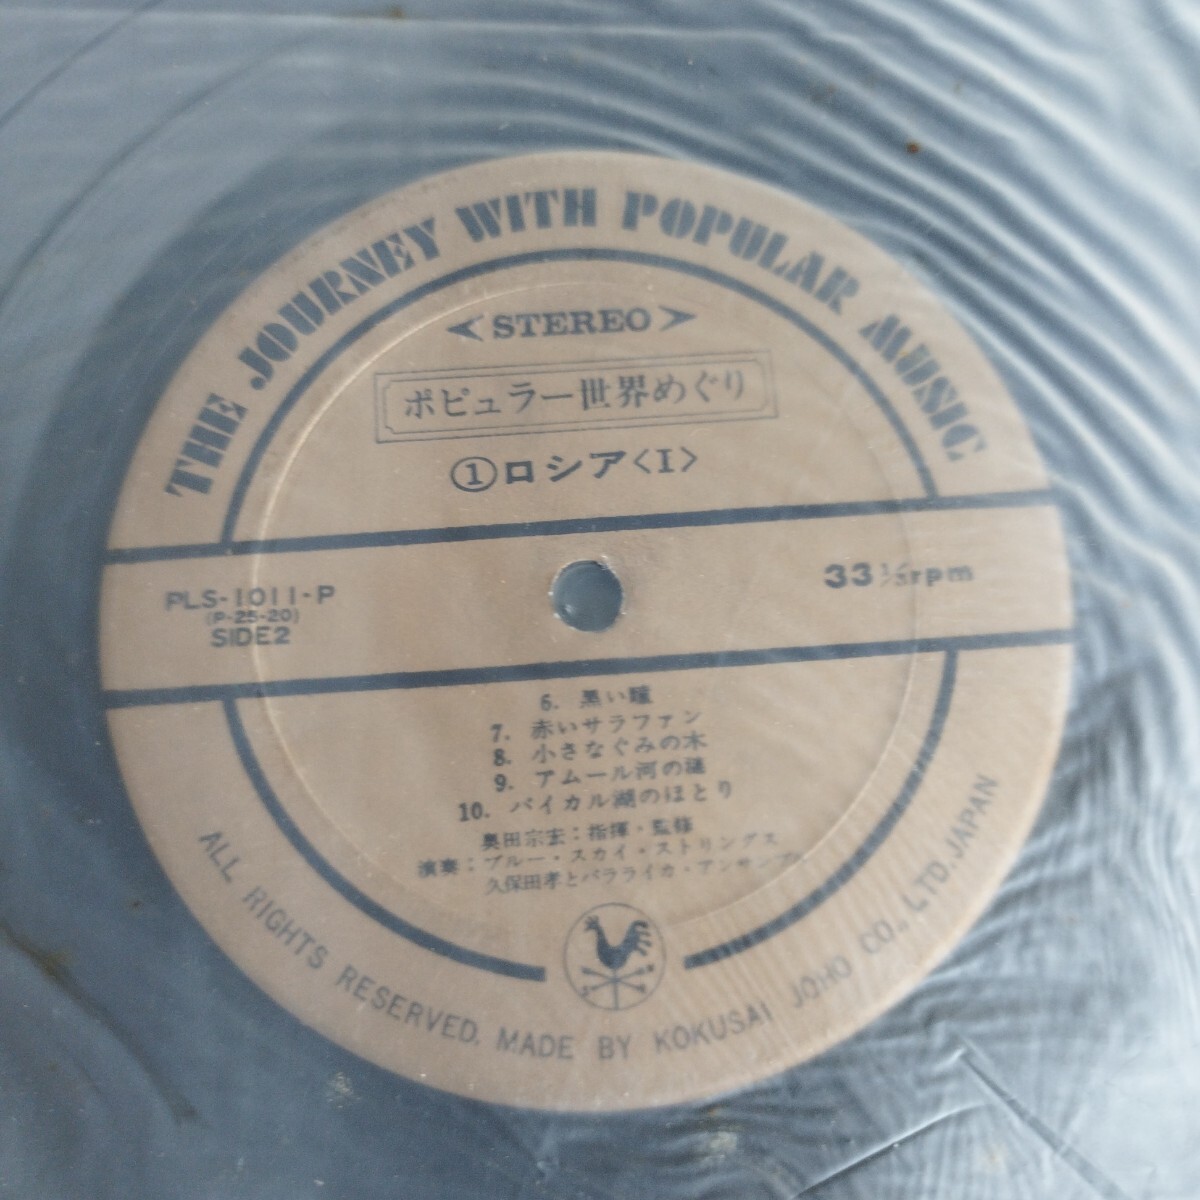 THE JOURNEY WITH POPULAR MUSIC
STEREO
ポピュラー世界めぐり
①ロシア〈I〉
PLS-1011-P
(P-25-20)
SIDE2
33⅓rpm
6. 黒い瞳
7. 赤いサラファン
8. 小さなぐみの木
9. アムール河の漣
10. バイカル湖のほとり
奥田宗宏：指揮・監修
演奏：ブルー・スカイ・ストリングス
久保田孝とバラライカ・アンサンブル
ALL RIGHTS RESERVED. MADE BY KOKUSAI JOHO CO., LTD. JAPAN